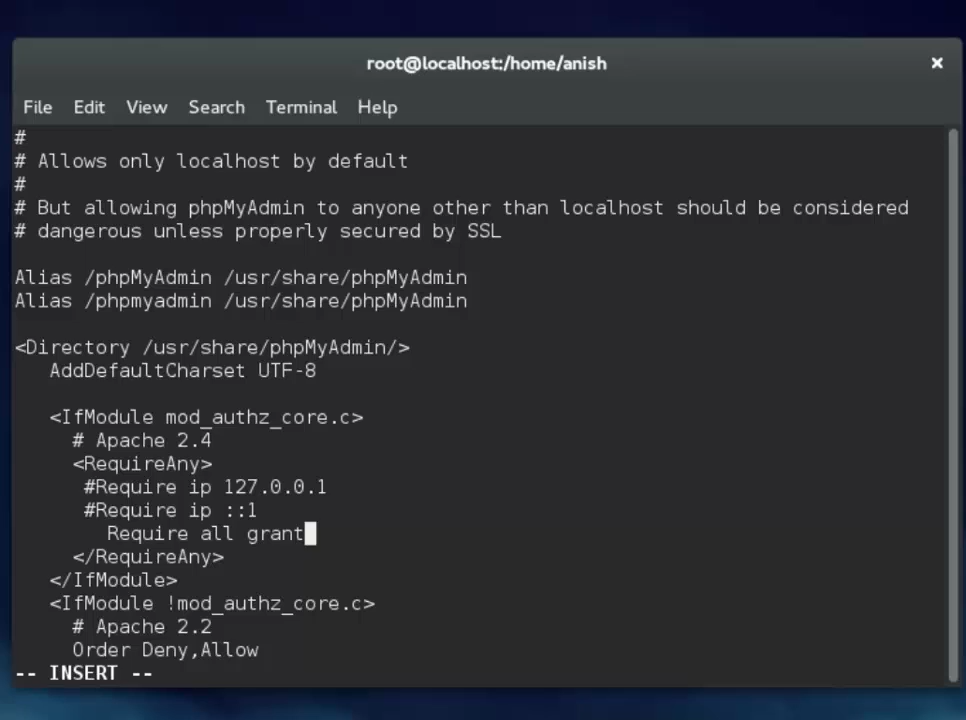 root@localhost:/home/anish ×
File Edit View Search Terminal Help
#
# Allows only localhost by default
#
# But allowing phpMyAdmin to anyone other than localhost should be considered
# dangerous unless properly secured by SSL
Alias /phpMyAdmin /usr/share/phpMyAdmin
Alias /phpmyadmin /usr/share/phpMyAdmin
<Directory /usr/share/phpMyAdmin/>
AddDefaultCharset UTF-8
<IfModule mod_authz_core.c>
# Apache 2.4
<RequireAny>
#Require ip 127.0.0.1
#Require ip ::1
Require all grant
</RequireAny>
</IfModule>
<IfModule !mod_authz_core.c>
# Apache 2.2
Order Deny,Allow
-- INSERT --